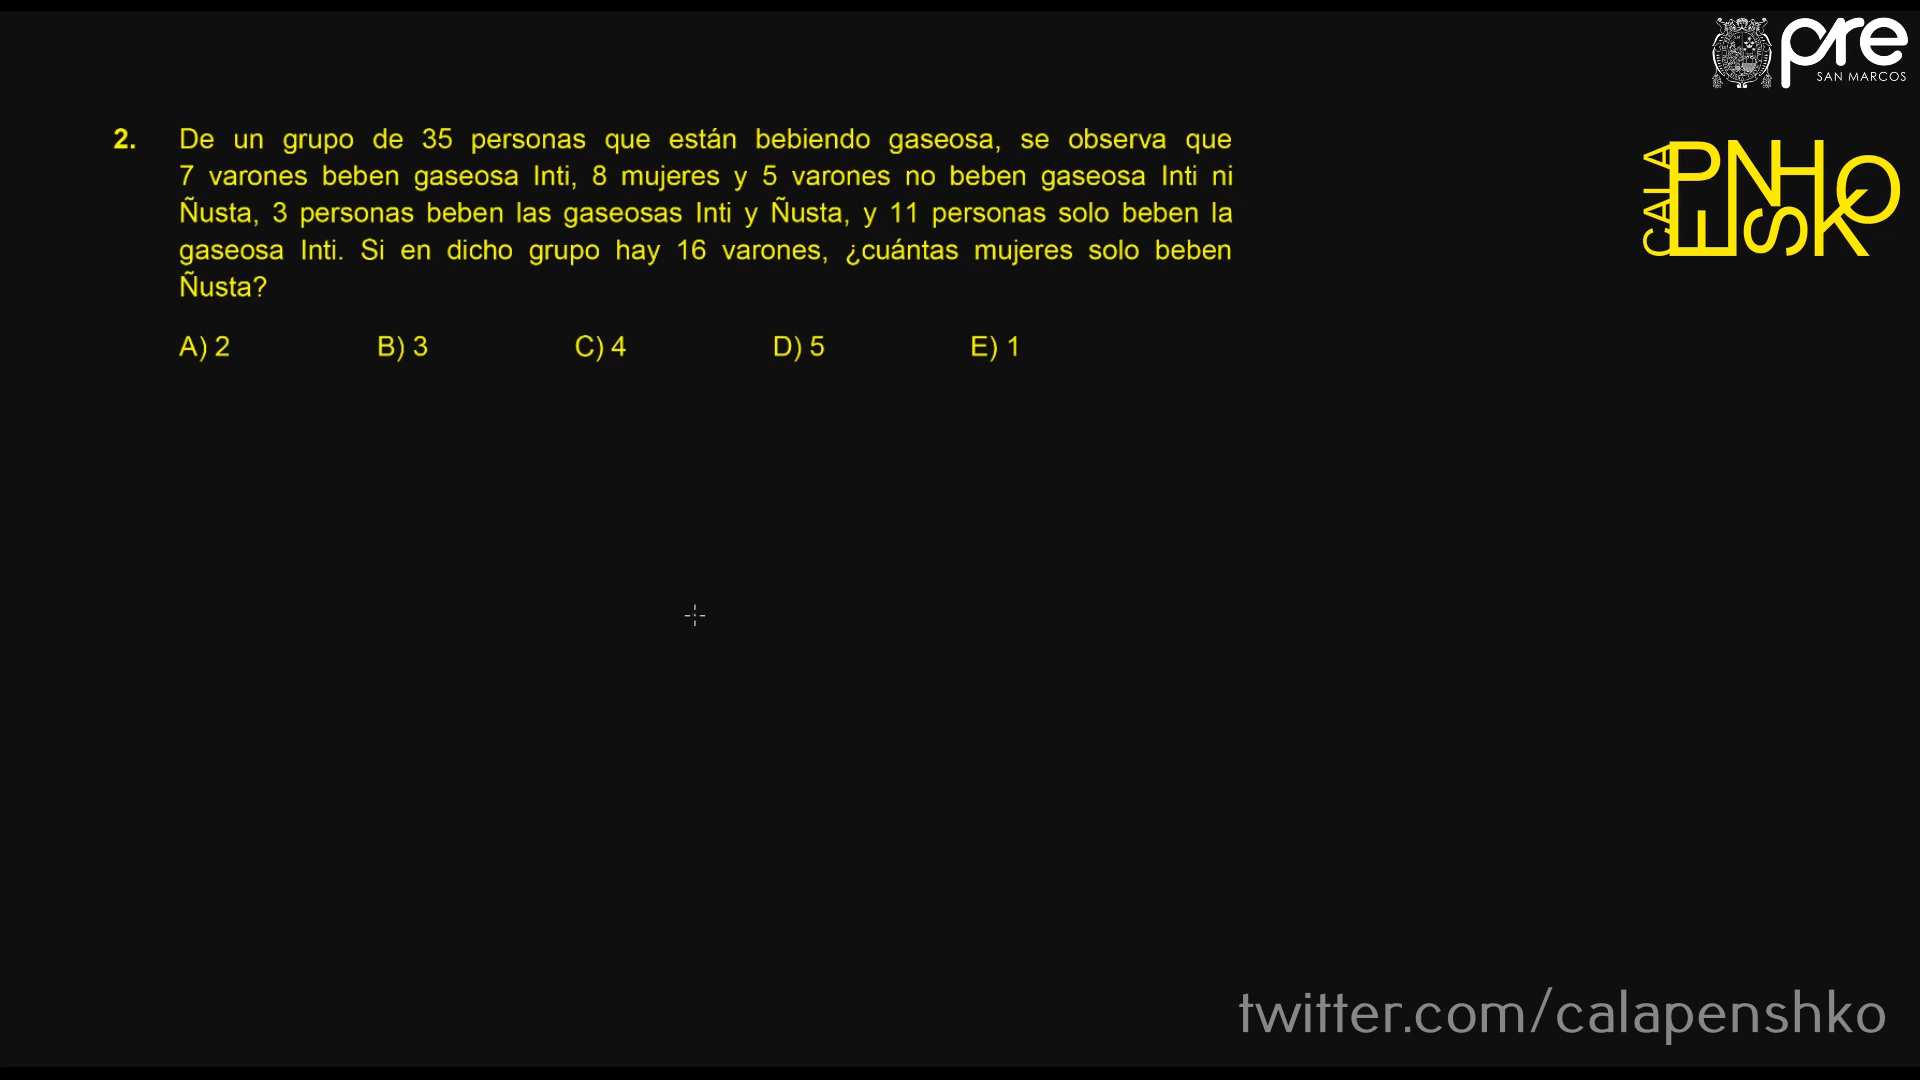 pre
SAN MARCOS
CALA
PENSHKO
2. De un grupo de 35 personas que están bebiendo gaseosa, se observa que
7 varones beben gaseosa Inti, 8 mujeres y 5 varones no beben gaseosa Inti ni
Ñusta, 3 personas beben las gaseosas Inti y Ñusta, y 11 personas solo beben la
gaseosa Inti. Si en dicho grupo hay 16 varones, ¿cuántas mujeres solo beben
Ñusta?
A) 2 B) 3 C) 4 D) 5 E) 1
twitter.com/calapenshko